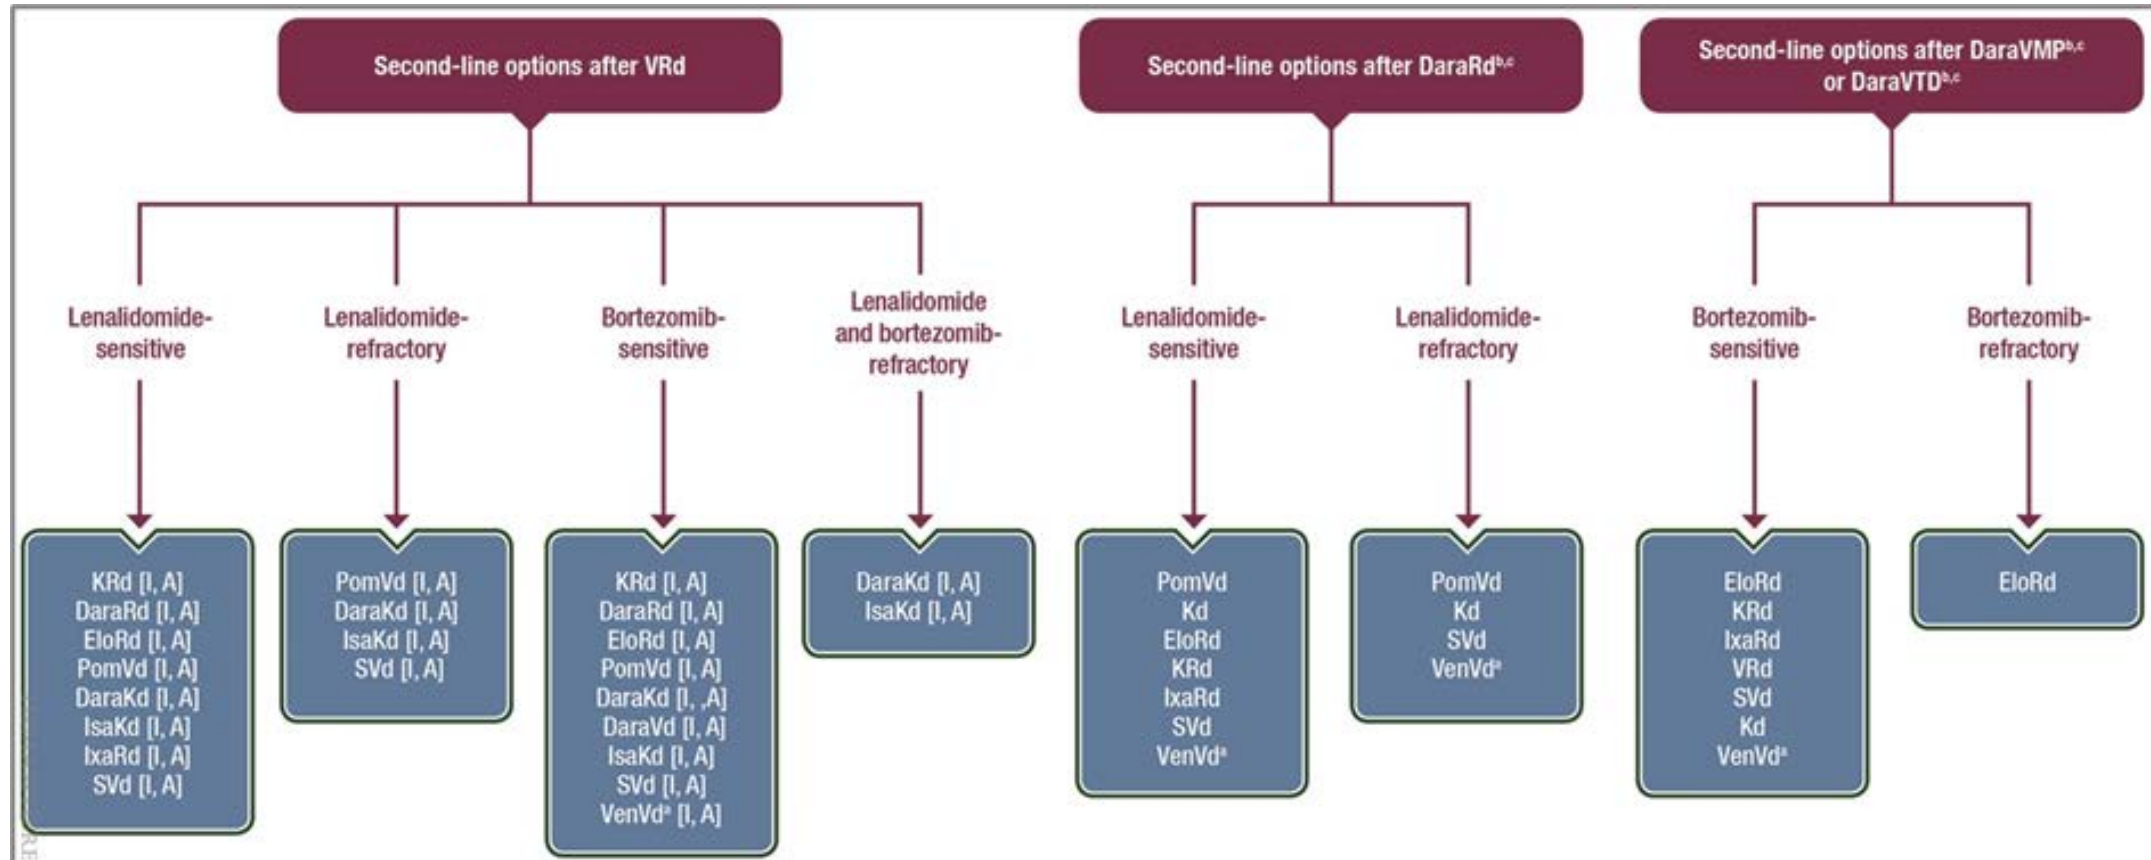 Second-line options after VRd
Second-line options after DaraRdᵇ,ᶜ
Second-line options after DaraVMPᵇ,ᶜ
or DaraVTDᵇ,ᶜ
Lenalidomide-
sensitive
Lenalidomide-
refractory
Bortezomib-
sensitive
Lenalidomide
and bortezomib-
refractory
Lenalidomide-
sensitive
Lenalidomide-
refractory
Bortezomib-
sensitive
Bortezomib-
refractory
KRd [I, A]
DaraRd [I, A]
EloRd [I, A]
PomVd [I, A]
DaraKd [I, A]
IsaKd [I, A]
IxaRd [I, A]
SVd [I, A]
PomVd [I, A]
DaraKd [I, A]
IsaKd [I, A]
SVd [I, A]
KRd [I, A]
DaraRd [I, A]
EloRd [I, A]
PomVd [I, A]
DaraKd [I, ,A]
DaraVd [I, A]
IsaKd [I, A]
SVd [I, A]
VenVdᵃ [I, A]
DaraKd [I, A]
IsaKd [I, A]
PomVd
Kd
EloRd
KRd
IxaRd
SVd
VenVdᵃ
PomVd
Kd
SVd
VenVdᵃ
EloRd
KRd
IxaRd
VRd
SVd
Kd
VenVdᵃ
EloRd